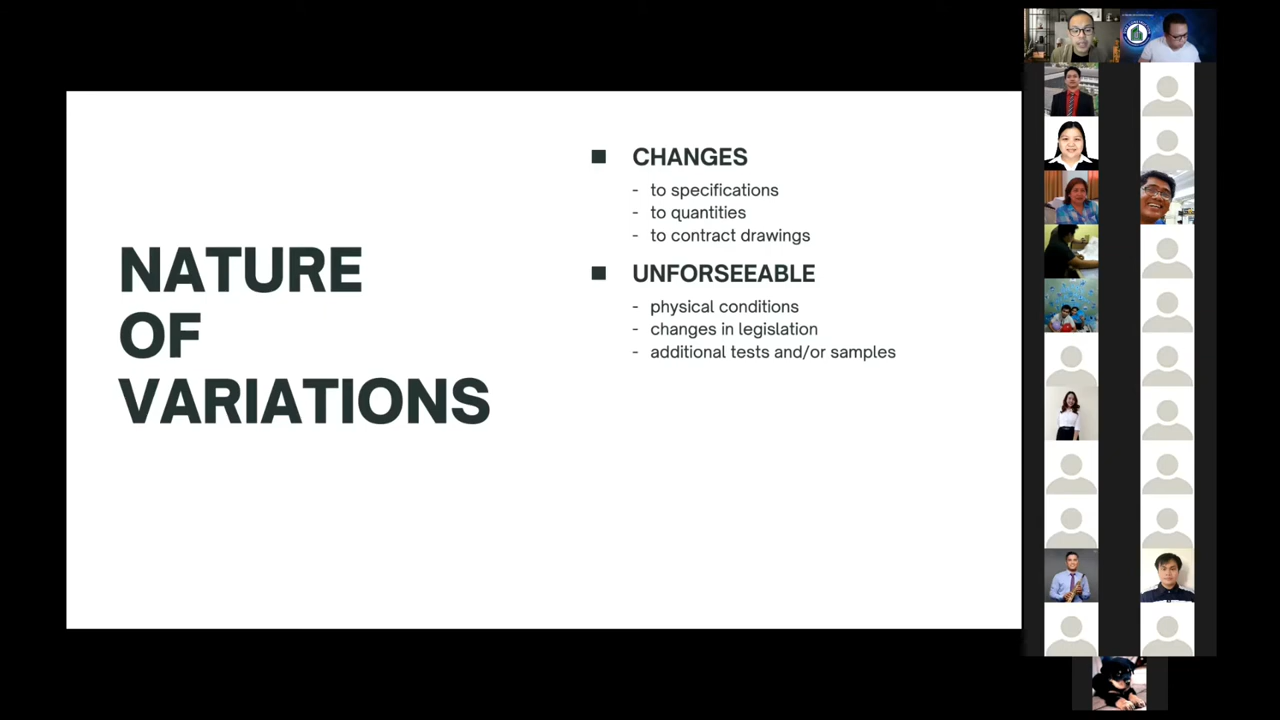 NATURE
OF
VARIATIONS
■ CHANGES
- to specifications
- to quantities
- to contract drawings
■ UNFORSEEABLE
- physical conditions
- changes in legislation
- additional tests and/or samples